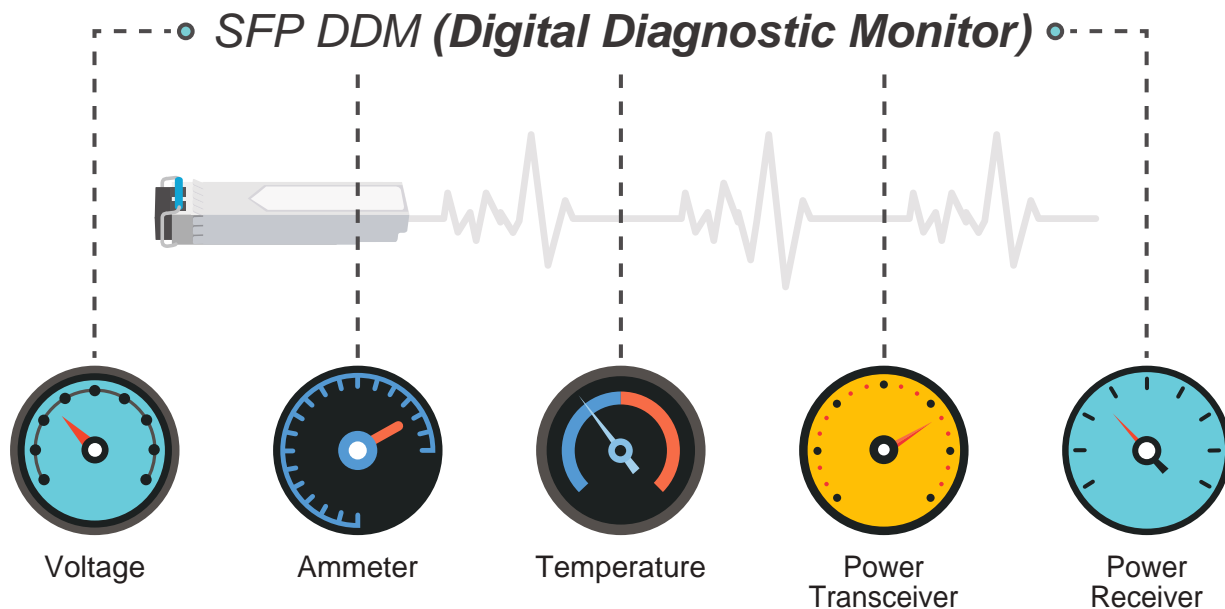 SFP DDM (Digital Diagnostic Monitor)
Voltage
Ammeter
Temperature
Power
Transceiver
Power
Receiver